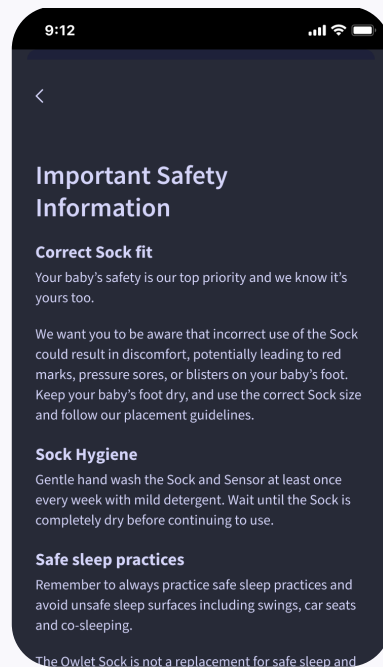 9:12
Important Safety
Information
Correct Sock fit
Your baby’s safety is our top priority and we know it’s
yours too.
We want you to be aware that incorrect use of the Sock
could result in discomfort, potentially leading to red
marks, pressure sores, or blisters on your baby’s foot.
Keep your baby’s foot dry, and use the correct Sock size
and follow our placement guidelines.
Sock Hygiene
Gentle hand wash the Sock and Sensor at least once
every week with mild detergent. Wait until the Sock is
completely dry before continuing to use.
Safe sleep practices
Remember to always practice safe sleep practices and
avoid unsafe sleep surfaces including swings, car seats
and co-sleeping.
The Owlet Sock is not a replacement for safe sleep and